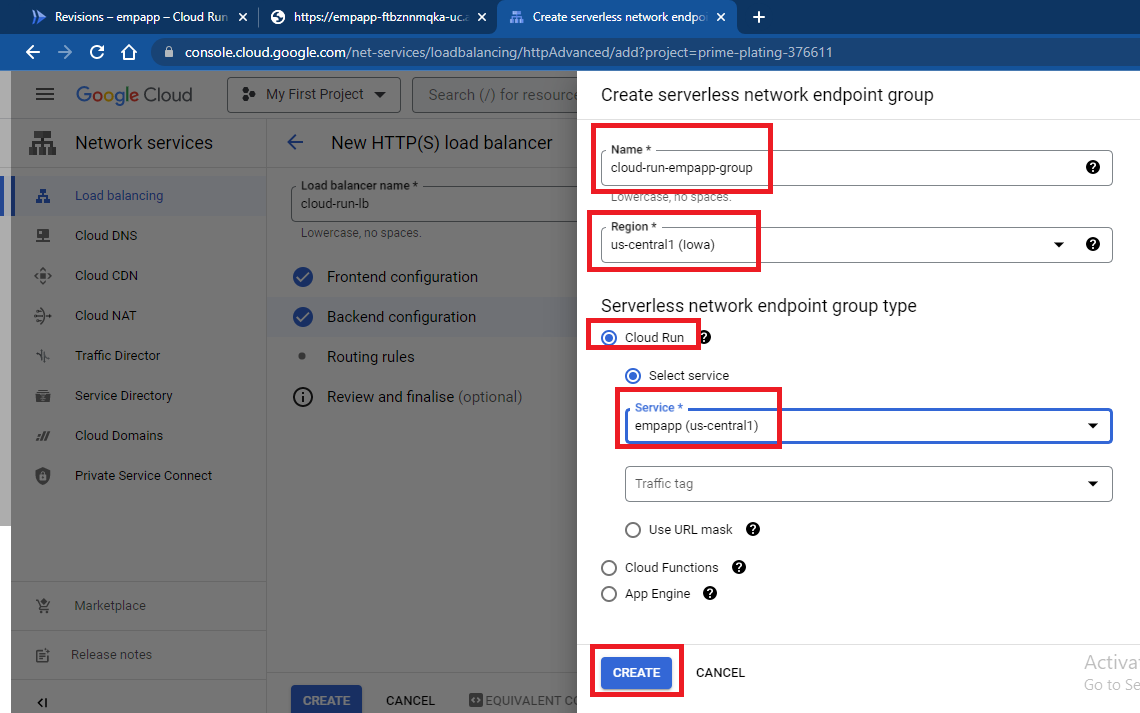 Revisions – empapp – Cloud Run
https://empapp-ftbznnmqka-uc.a
Create serverless network endpo
console.cloud.google.com/net-services/loadbalancing/httpAdvanced/add?project=prime-plating-376611
Google Cloud
My First Project
Search (/) for resource
Network services
Load balancing
Cloud DNS
Cloud CDN
Cloud NAT
Traffic Director
Service Directory
Cloud Domains
Private Service Connect
Marketplace
Release notes
New HTTP(S) load balancer
Load balancer name *
cloud-run-lb
Lowercase, no spaces.
Frontend configuration
Backend configuration
Routing rules
Review and finalise (optional)
CREATE
CANCEL
EQUIVALENT CO
Create serverless network endpoint group
Name *
cloud-run-empapp-group
Lowercase, no spaces.
Region *
us-central1 (Iowa)
Serverless network endpoint group type
Cloud Run
Select service
Service *
empapp (us-central1)
Traffic tag
Use URL mask
Cloud Functions
App Engine
CREATE
CANCEL
Activat
Go to Se